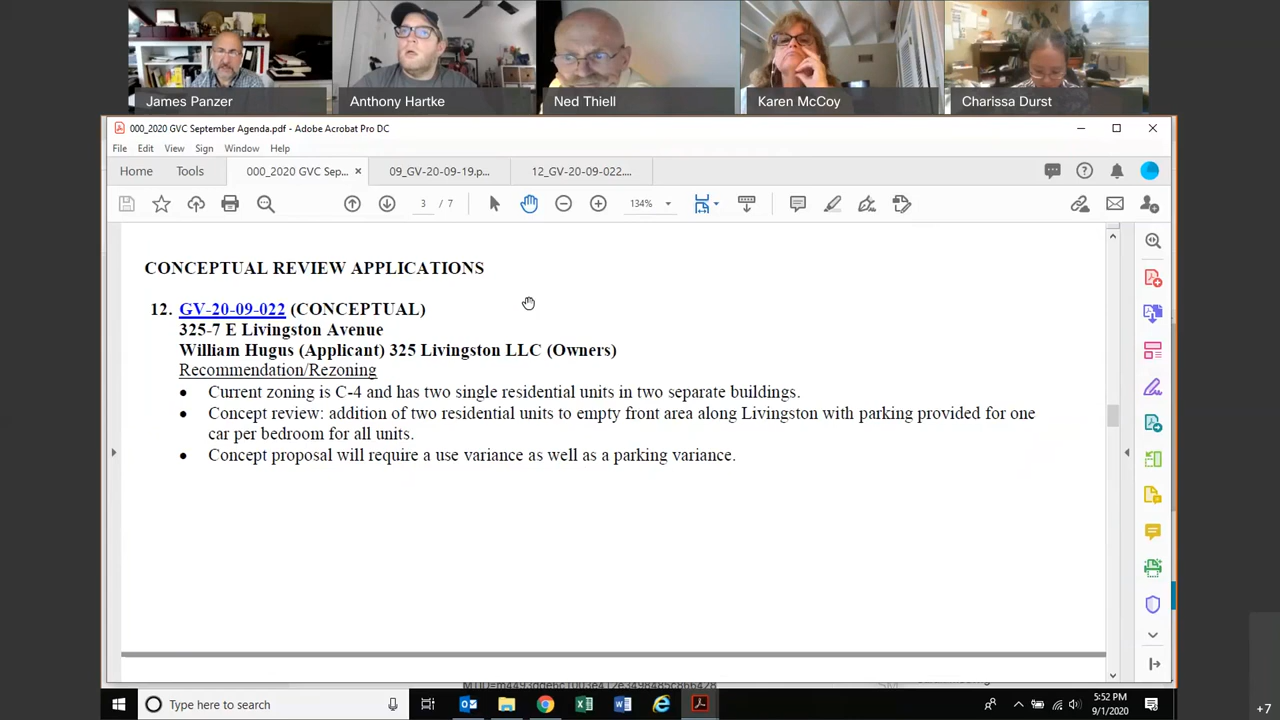 James Panzer
Anthony Hartke
Ned Thiell
Karen McCoy
Charissa Durst
000_2020 GVC September Agenda.pdf - Adobe Acrobat Pro DC
File Edit View Sign Window Help
Home Tools 000_2020 GVC Sep... × 09_GV-20-09-19.p... 12_GV-20-09-022....
3 / 7 134%
CONCEPTUAL REVIEW APPLICATIONS
12. GV-20-09-022 (CONCEPTUAL)
325-7 E Livingston Avenue
William Hugus (Applicant) 325 Livingston LLC (Owners)
Recommendation/Rezoning
• Current zoning is C-4 and has two single residential units in two separate buildings.
• Concept review: addition of two residential units to empty front area along Livingston with parking provided for one
car per bedroom for all units.
• Concept proposal will require a use variance as well as a parking variance.
Type here to search
5:52 PM
9/1/2020
+7